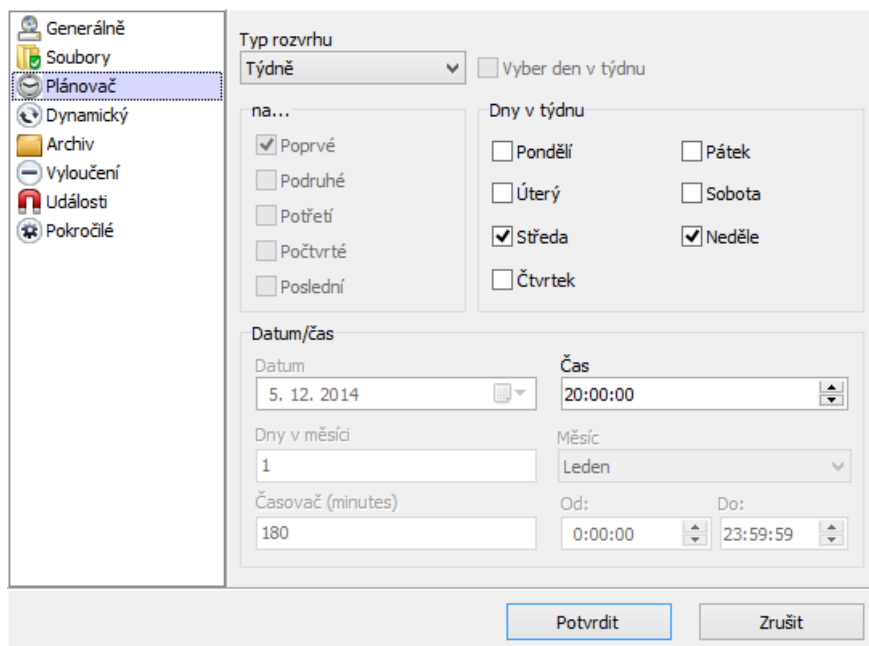 Generálně
Soubory
Plánovač
Dynamický
Archiv
Vyloučení
Události
Pokročilé
Typ rozvrhu
Týdně
Vyber den v týdnu
na...
Poprvé
Podruhé
Potřetí
Počtvrté
Poslední
Dny v týdnu
Pondělí
Pátek
Úterý
Sobota
Středa
Neděle
Čtvrtek
Datum/čas
Datum
Čas
5. 12. 2014
20:00:00
Dny v měsíci
Měsíc
1
Leden
Časovač (minutes)
Od:
Do:
180
0:00:00
23:59:59
Potvrdit
Zrušit